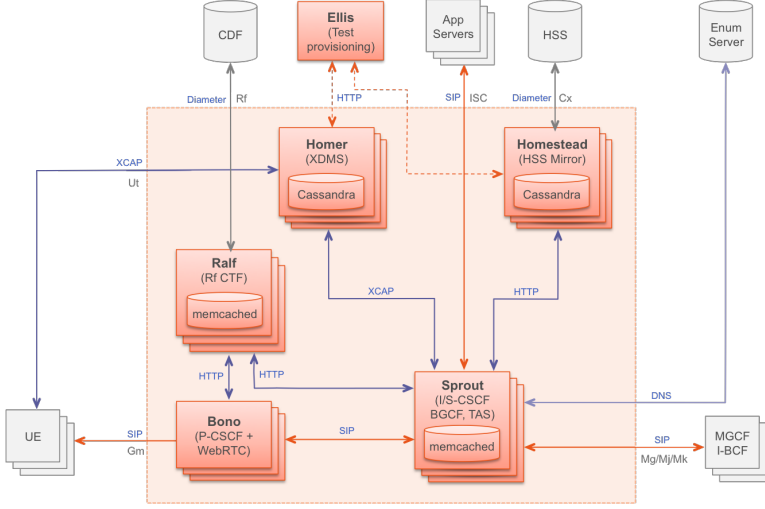 CDF
Ellis
(Test
provisioning)
App
Servers
HSS
Enum
Server
Diameter
Rf
HTTP
SIP
ISC
Diameter
Cx
Homer
(XDMS)
Cassandra
Homestead
(HSS Mirror)
Cassandra
XCAP
Ut
Ralf
(Rf CTF)
memcached
XCAP
HTTP
HTTP
HTTP
Sprout
(I/S-CSCF
BGCF, TAS)
memcached
DNS
UE
SIP
Gm
Bono
(P-CSCF +
WebRTC)
SIP
SIP
Mg/Mj/Mk
MGCF
I-BCF